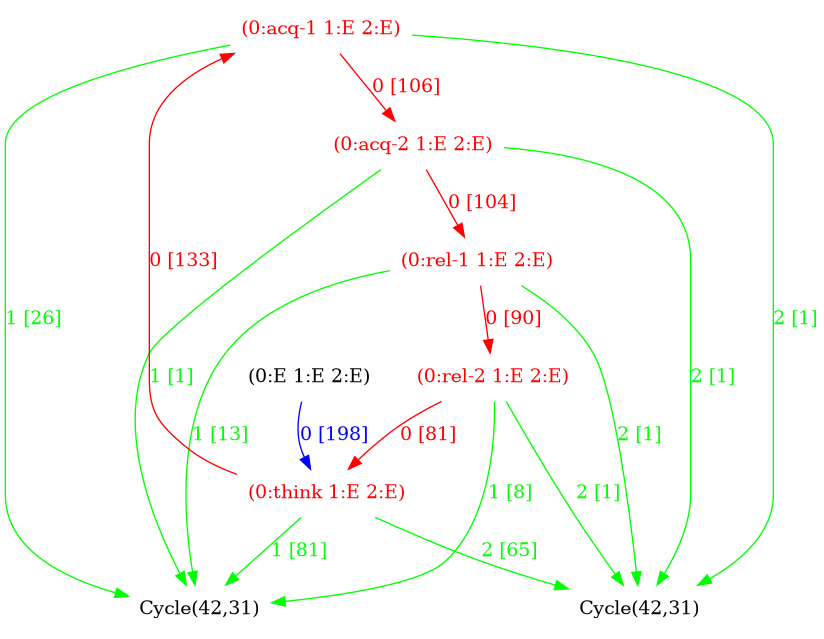 (0:acq-1 1:E 2:E)
0 [106]
(0:acq-2 1:E 2:E)
0 [104]
0 [133]
(0:rel-1 1:E 2:E)
1 [26]
0 [90]
2 [1]
(0:E 1:E 2:E)
(0:rel-2 1:E 2:E)
1 [1]
2 [1]
1 [13]
0 [198]
0 [81]
2 [1]
(0:think 1:E 2:E)
1 [8]
2 [1]
1 [81]
2 [65]
Cycle(42,31)
Cycle(42,31)